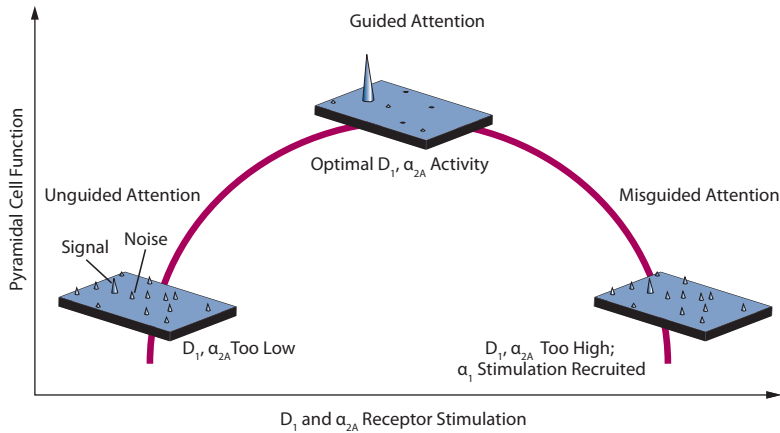 Guided Attention
Pyramidal Cell Function
Optimal D₁, α₂A Activity
Unguided Attention
Misguided Attention
Signal
Noise
D₁, α₂A Too Low
D₁, α₂A Too High;
α₁ Stimulation Recruited
D₁ and α₂A Receptor Stimulation